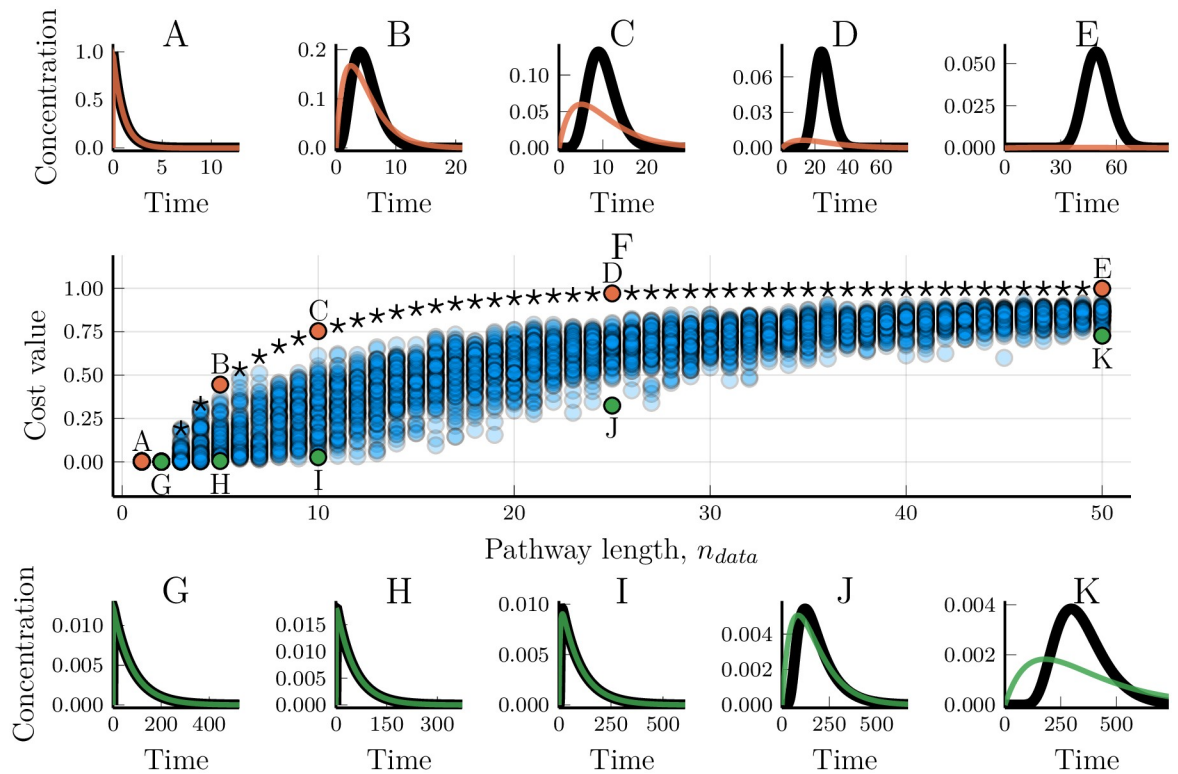 A B C D E
Concentration
1.0 0.5 0.0
0 5 10
Time
0.2 0.1 0.0
0 10 20
Time
0.10 0.05 0.00
0 10 20
Time
0.06 0.03 0.00
0 20 40 60
Time
0.050 0.025 0.000
0 30 60
Time
F
Cost value
1.00
0.75
0.50
0.25
0.00
A B C D E
G H I J K
0 10 20 30 40 50
Pathway length, n_data
G H I J K
Concentration
0.010 0.005 0.000
0 200 400
Time
0.015 0.010 0.005 0.000
0 150 300
Time
0.010 0.005 0.000
0 250 500
Time
0.004 0.002 0.000
0 250 500
Time
0.004 0.002 0.000
0 250 500
Time